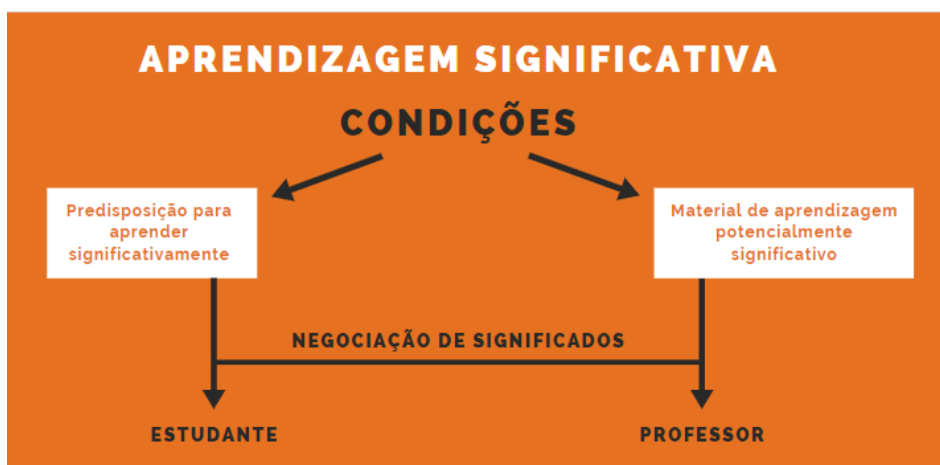 APRENDIZAGEM SIGNIFICATIVA
CONDIÇÕES
Predisposição para
aprender
significativamente
Material de aprendizagem
potencialmente
significativo
NEGOCIAÇÃO DE SIGNIFICADOS
ESTUDANTE
PROFESSOR